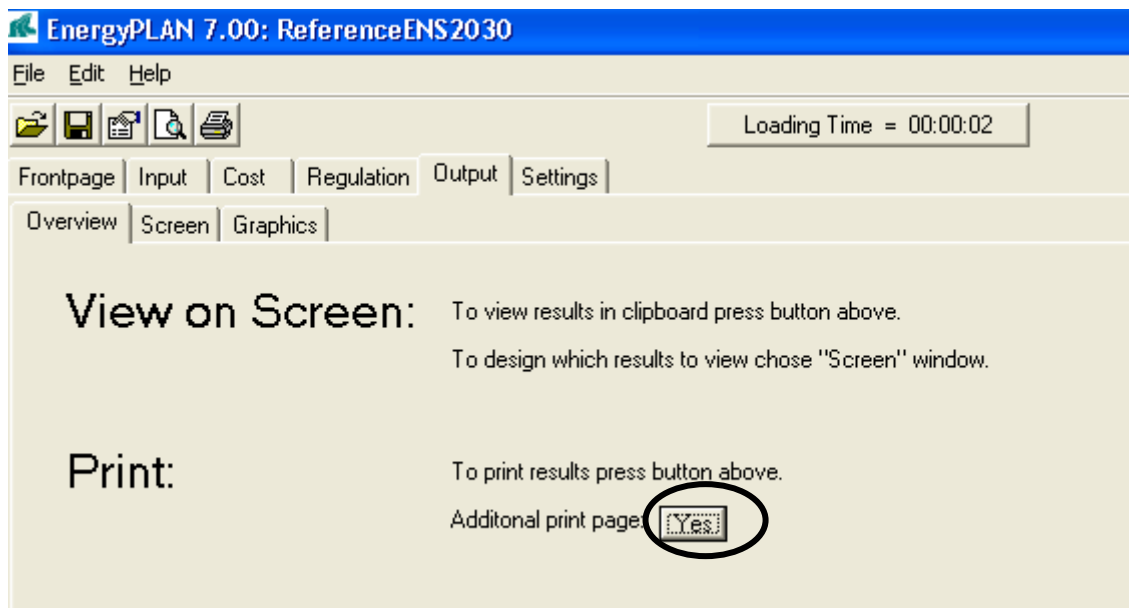 EnergyPLAN 7.00: ReferenceENS2030
File Edit Help
Loading Time = 00:00:02
Frontpage Input Cost Regulation Output Settings
Overview Screen Graphics
View on Screen: To view results in clipboard press button above.
To design which results to view chose "Screen" window.
Print: To print results press button above.
Additonal print page: Yes